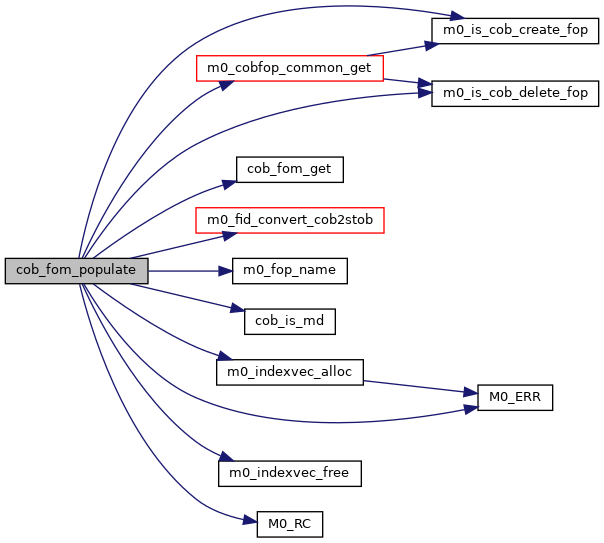 m0_is_cob_create_fop
m0_cobfop_common_get
m0_is_cob_delete_fop
cob_fom_get
m0_fid_convert_cob2stob
cob_fom_populate
m0_fop_name
cob_is_md
m0_indexvec_alloc
M0_ERR
m0_indexvec_free
M0_RC